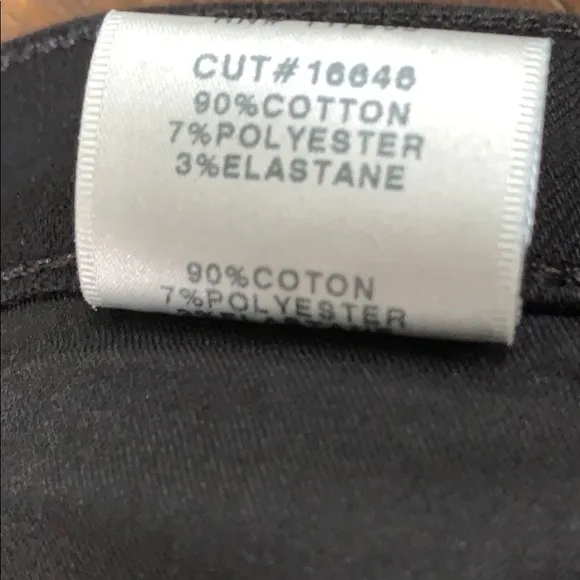 CUT#16646
90%COTTON
7%POLYESTER
3%ELASTANE
90%COTON
7%POLYESTER